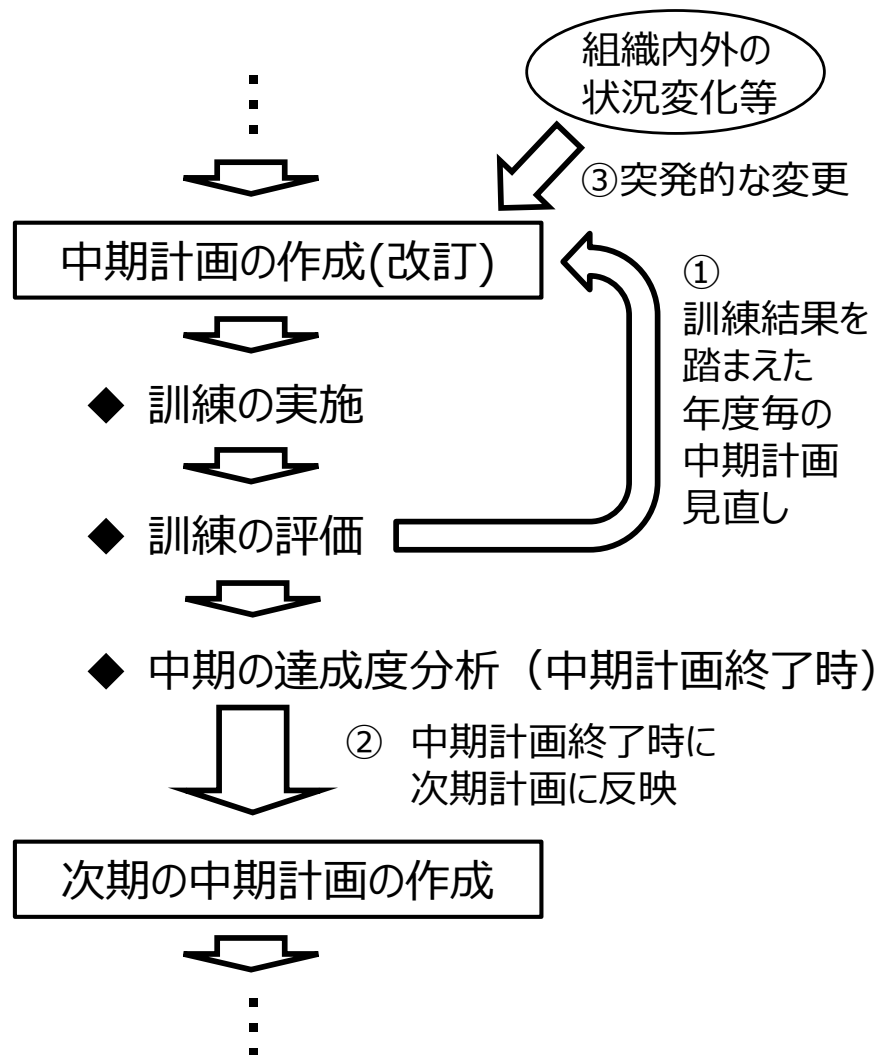 組織内外の
状況変化等
③突発的な変更
中期計画の作成(改訂)
①
訓練結果を
踏まえた
年度毎の
中期計画
見直し
◆ 訓練の実施
◆ 訓練の評価
◆ 中期の達成度分析（中期計画終了時）
② 中期計画終了時に
次期計画に反映
次期の中期計画の作成